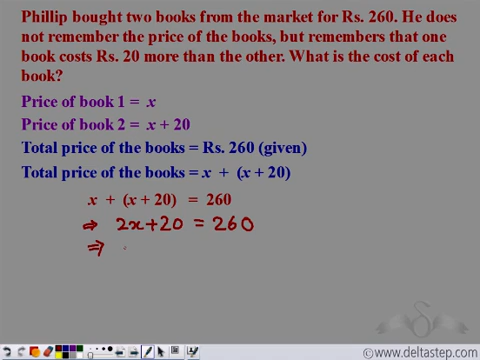 Phillip bought two books from the market for Rs. 260. He does
not remember the price of the books, but remembers that one
book costs Rs. 20 more than the other. What is the cost of each
book?
Price of book 1 = x
Price of book 2 = x + 20
Total price of the books = Rs. 260 (given)
Total price of the books = x + (x + 20)
x + (x + 20) = 260
⇒ 2x+20 = 260
⇒
©www.deltastep.com